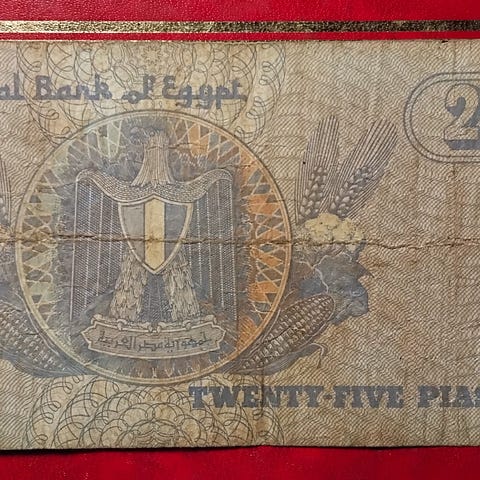 al Bank of Egypt
2
جمهورية مصر العربية
TWENTY-FIVE PIAS